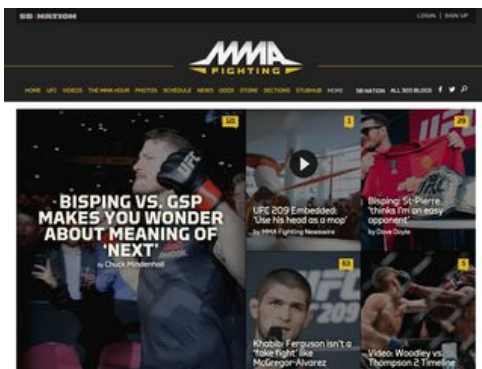 SB NATION
LOGIN | SIGN UP
MMA
FIGHTING
HOME UFC VIDEOS THE MMA HOUR PHOTOS SCHEDULE NEWS ODDS STORE SECTIONS STUBHUB MORE SB NATION ALL 320 BLOGS
121
BISPING VS. GSP
MAKES YOU WONDER
ABOUT MEANING OF
'NEXT'
by Chuck Mindenhall
1
UFC
UFC 209 Embedded:
'Use his head as a mop'
by MMA Fighting Newswire
29
UFC
Bisping: St-Pierre
'thinks I'm an easy
opponent'
by Dave Doyle
63
UFC
209
Khabib: Ferguson isn't a
'fake fight' like
McGregor-Alvarez
5
Video: Woodley vs.
Thompson 2 Timeline